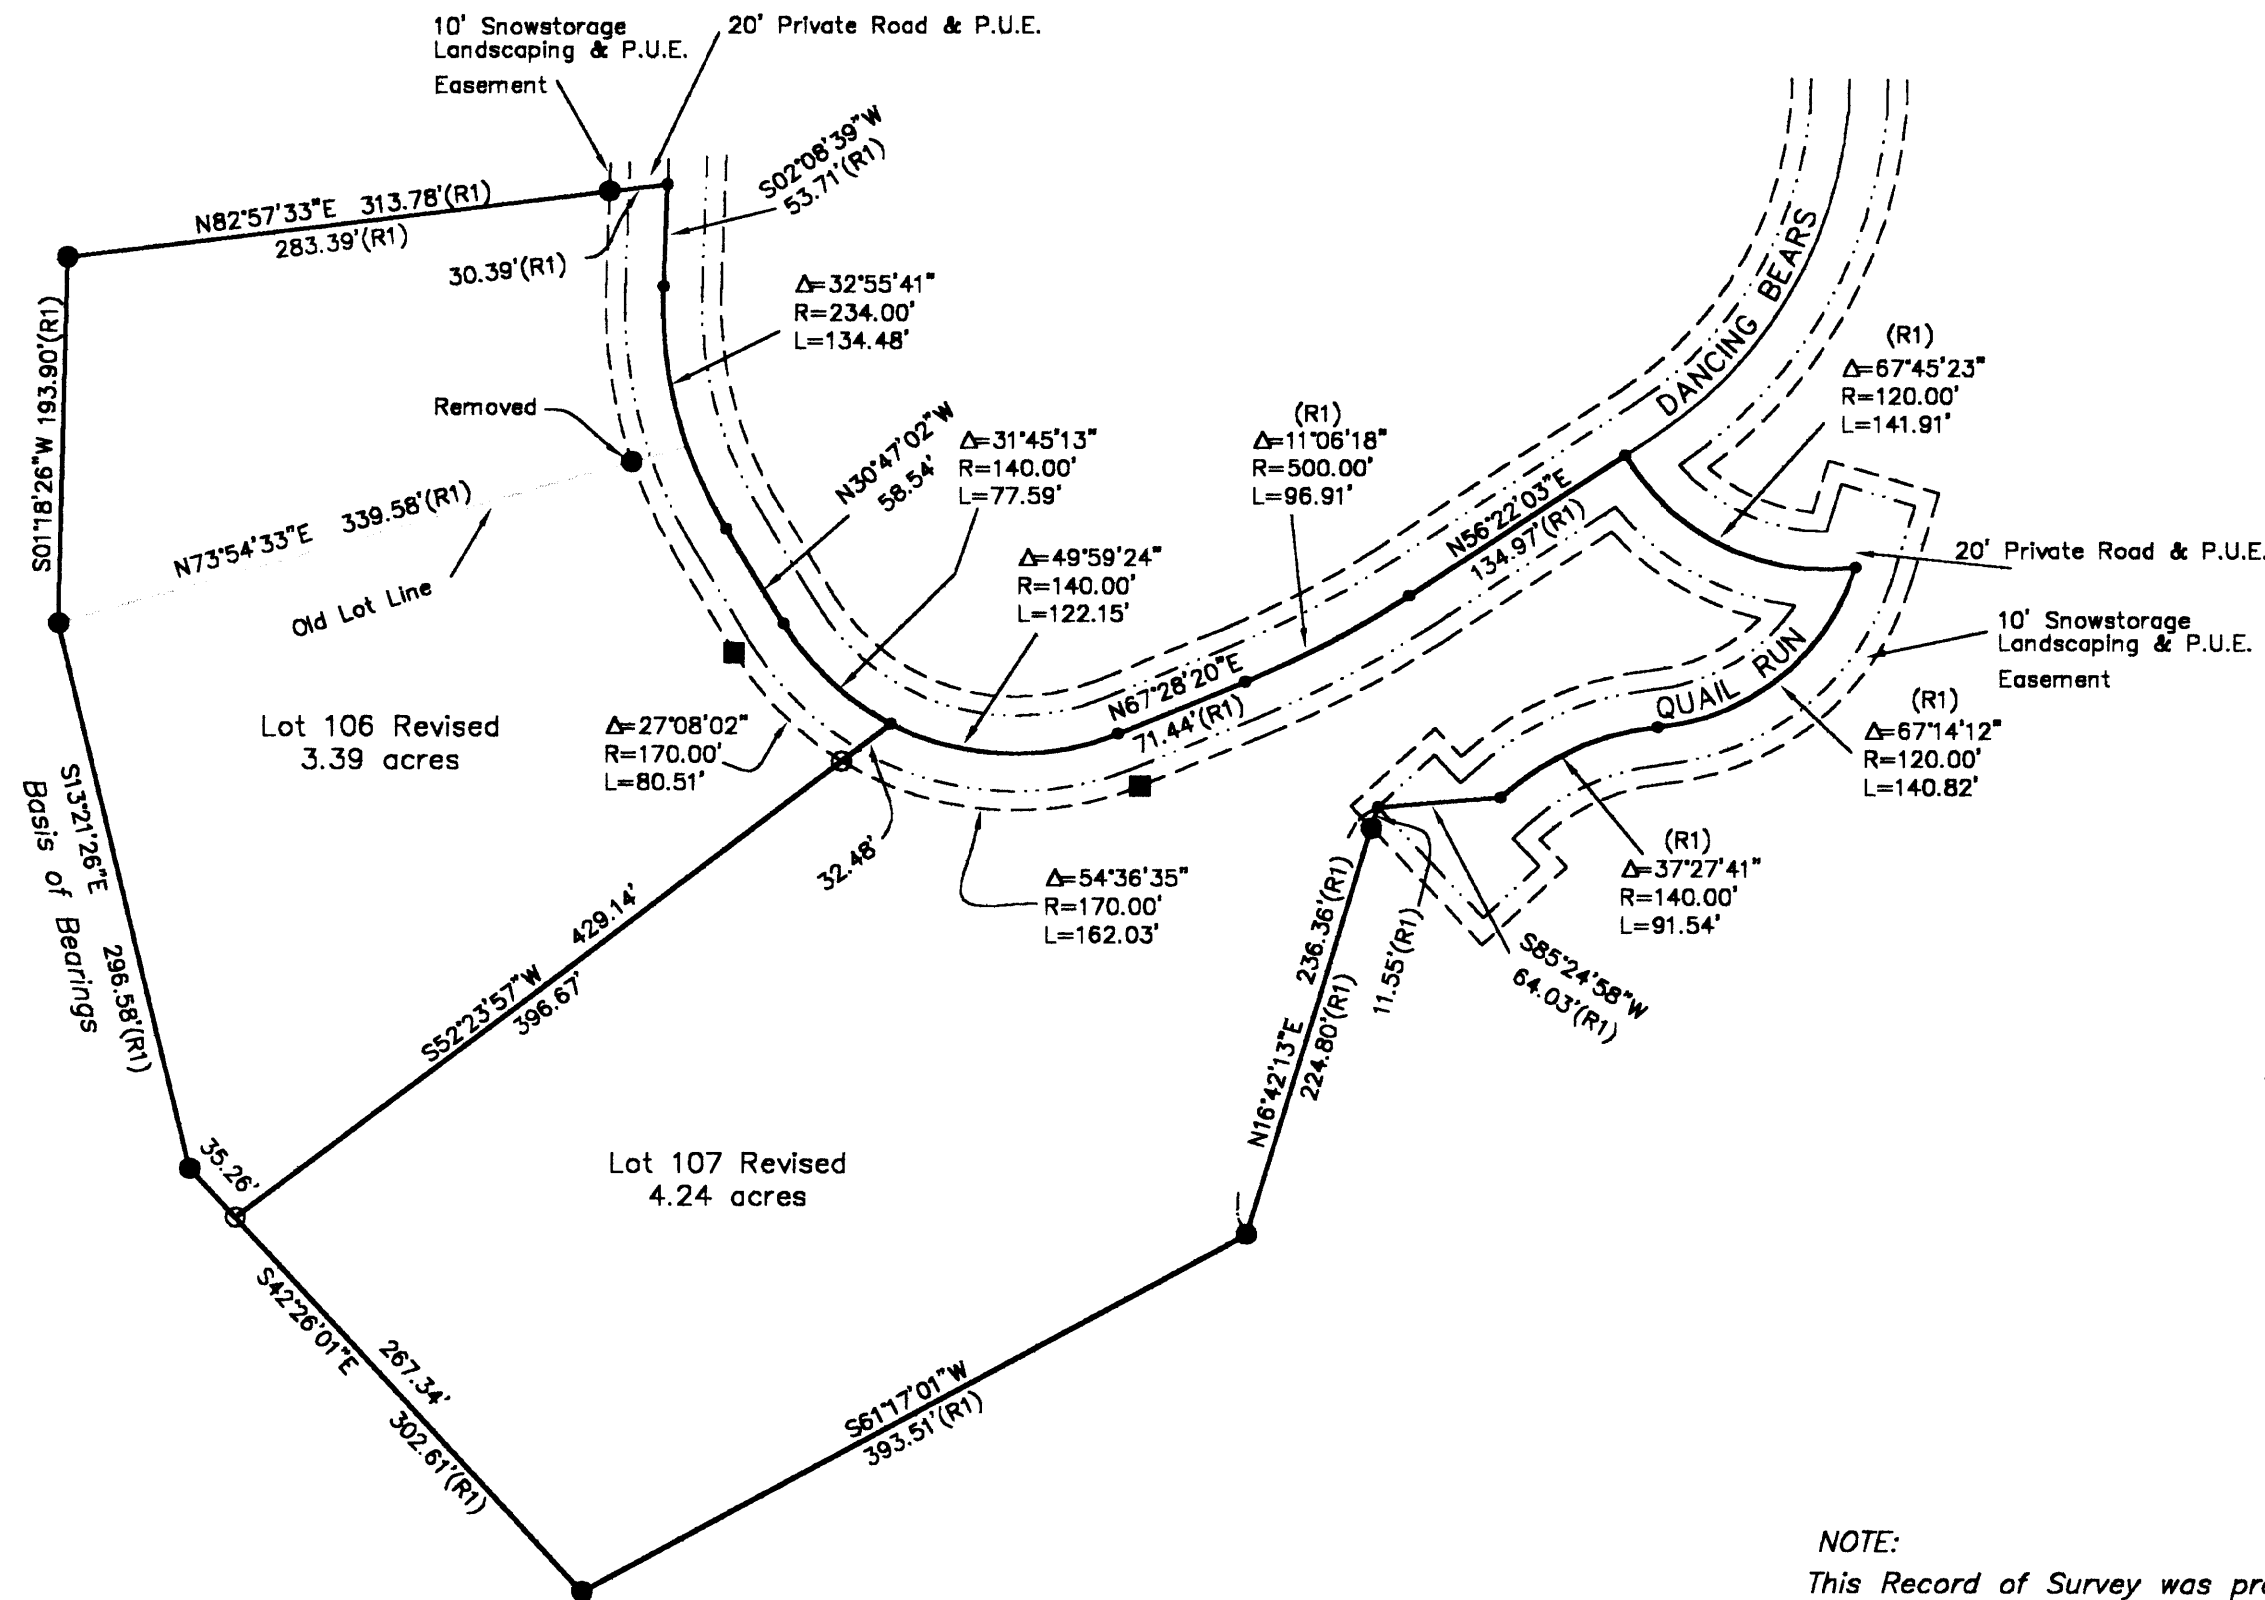 10' Snowstorage
Landscaping & P.U.E.
Easement
20' Private Road & P.U.E.
S02°08'39"W
53.71'(R1)
N82°57'33"E 313.78'(R1)
283.39'(R1)
30.39'(R1)
S01°18'26"W 193.90'(R1)
Δ=32°55'41"
R=234.00'
L=134.48'
Removed
N73°54'33"E 339.58'(R1)
Old Lot Line
N30°47'02"W
58.54'
Δ=31°45'13"
R=140.00'
L=77.59'
Δ=49°59'24"
R=140.00'
L=122.15'
(R1)
Δ=11°06'18"
R=500.00'
L=96.91'
DANCING BEARS
(R1)
Δ=67°45'23"
R=120.00'
L=141.91'
N56°22'03"E
134.97'(R1)
20' Private Road & P.U.E.
10' Snowstorage
Landscaping & P.U.E.
Easement
QUAIL RUN
(R1)
Δ=67°14'12"
R=120.00'
L=140.82'
N67°28'20"E
71.44'(R1)
Lot 106 Revised
3.39 acres
Δ=27°08'02"
R=170.00'
L=80.51'
32.48'
Δ=54°36'35"
R=170.00'
L=162.03'
(R1)
Δ=37°27'41"
R=140.00'
L=91.54'
S85°24'58"W
64.03'(R1)
11.55'(R1)
236.36'(R1)
N16°42'13"E
224.80'(R1)
S13°21'26"E 296.58'(R1)
Basis of Bearings
429.14'
S52°23'57"W
396.67'
35.26'
Lot 107 Revised
4.24 acres
S42°26'01"E
267.34'
302.61'(R1)
S61°17'01"W
393.51'(R1)
NOTE:
This Record of Survey was